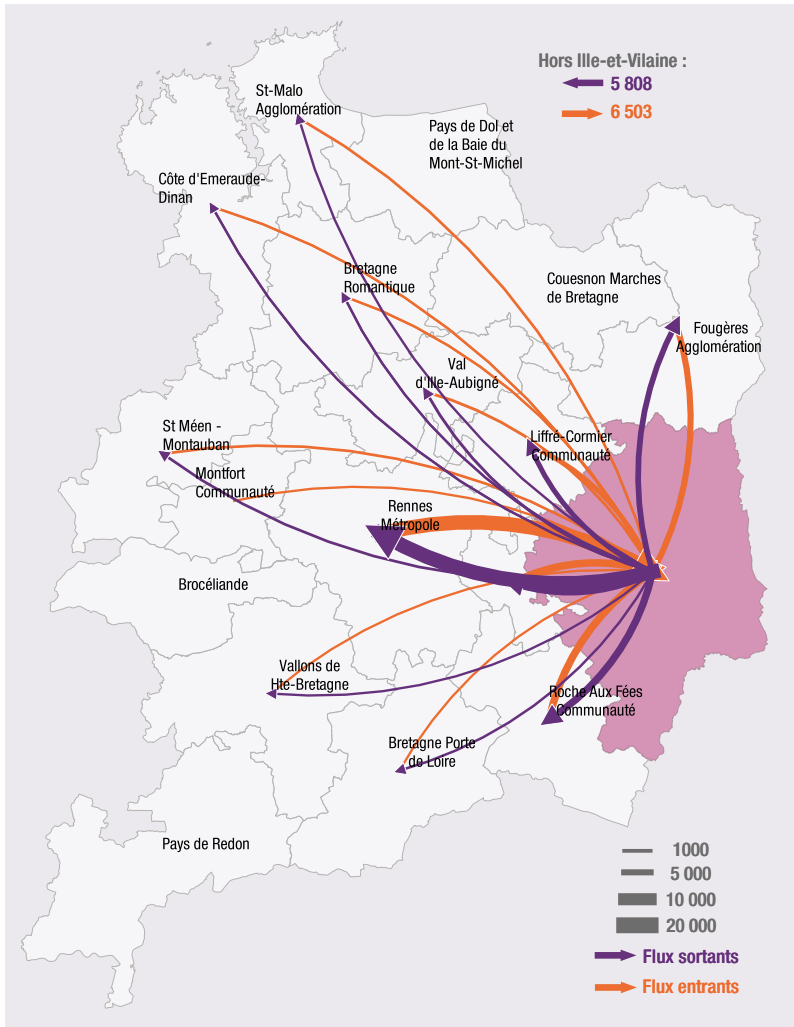 Hors Ille-et-Vilaine :
5 808
6 503
St-Malo
Agglomération
Pays de Dol et
de la Baie du
Mont-St-Michel
Côte d'Emeraude-
Dinan
Bretagne
Romantique
Couesnon Marches
de Bretagne
Fougères
Agglomération
Val
d'Ille-Aubigné
St Méen -
Montauban
Liffré-Cormier
Communauté
Montfort
Communauté
Rennes
Métropole
Brocéliande
Vallons de
Hte-Bretagne
Roche Aux Fées
Communauté
Bretagne Porte
de Loire
Pays de Redon
1000
5 000
10 000
20 000
Flux sortants
Flux entrants